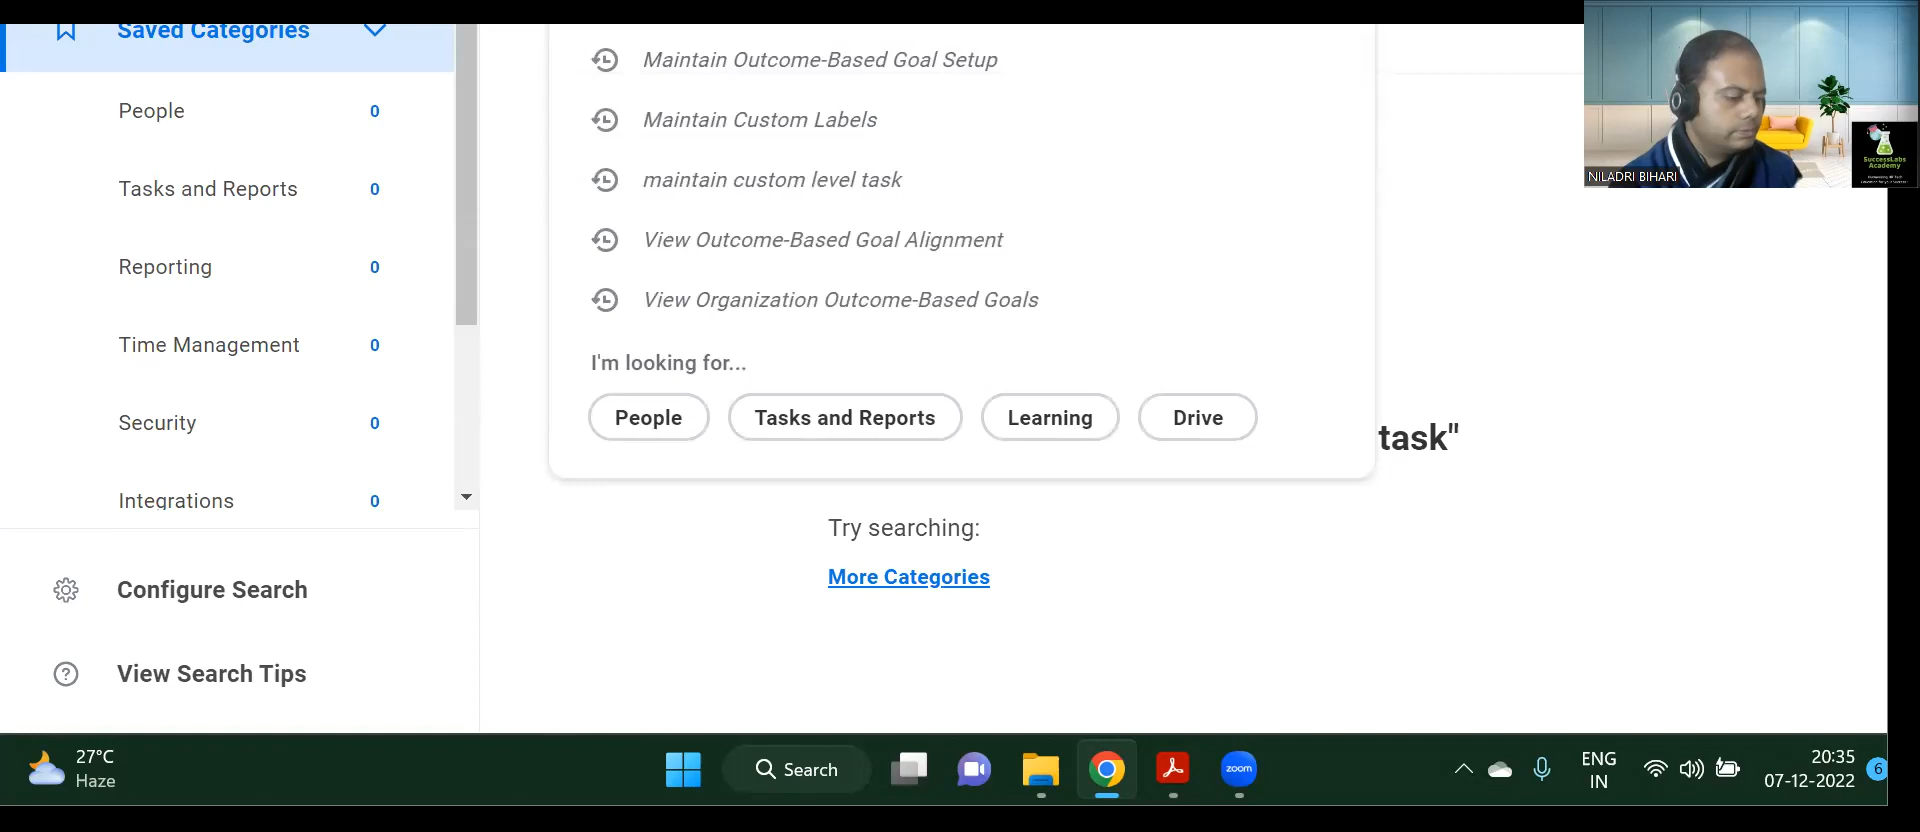 Saved Categories
People 0
Tasks and Reports 0
Reporting 0
Time Management 0
Security 0
Integrations 0
Configure Search
View Search Tips
Maintain Outcome-Based Goal Setup
Maintain Custom Labels
maintain custom level task
View Outcome-Based Goal Alignment
View Organization Outcome-Based Goals
I'm looking for...
People Tasks and Reports Learning Drive
task"
Try searching:
More Categories
NILADRI BIHARI
SuccessLabs
Academy
27°C
Haze
Search
zoom
ENG
IN
20:35
07-12-2022
6